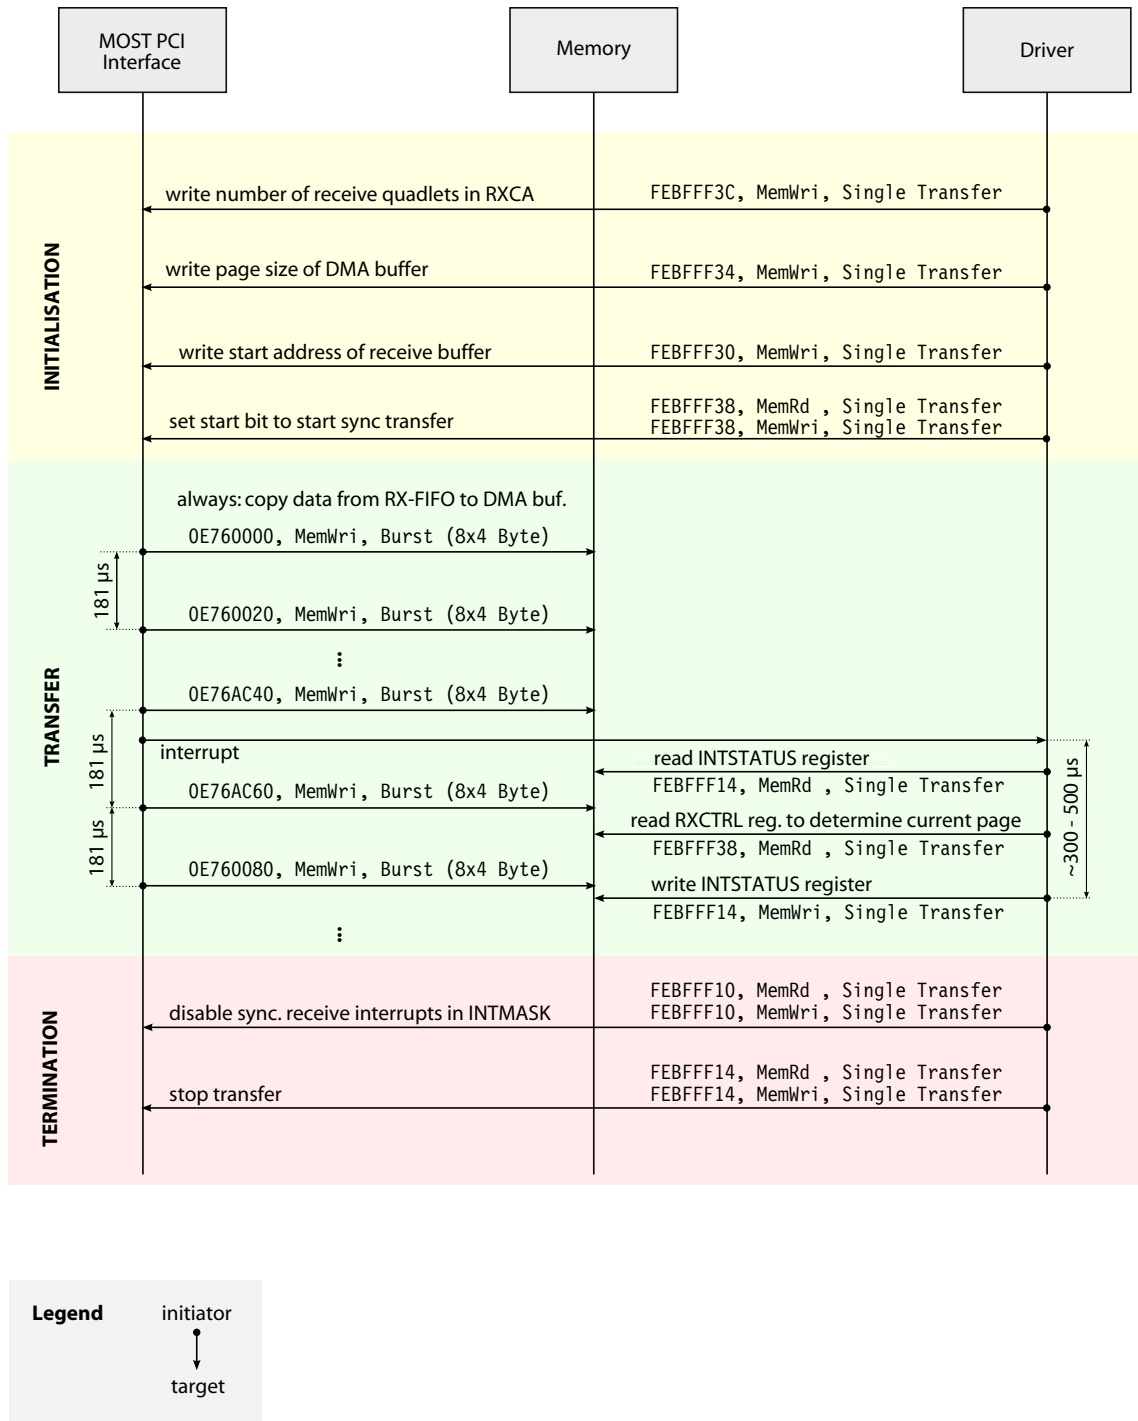 MOST PCI
Interface
Memory
Driver
INITIALISATION
write number of receive quadlets in RXCA
FEBFFF3C, MemWri, Single Transfer
write page size of DMA buffer
FEBFFF34, MemWri, Single Transfer
write start address of receive buffer
FEBFFF30, MemWri, Single Transfer
FEBFFF38, MemRd , Single Transfer
set start bit to start sync transfer
FEBFFF38, MemWri, Single Transfer
TRANSFER
always: copy data from RX-FIFO to DMA buf.
0E760000, MemWri, Burst (8x4 Byte)
181 µs
0E760020, MemWri, Burst (8x4 Byte)
0E76AC40, MemWri, Burst (8x4 Byte)
interrupt
181 µs
read INTSTATUS register
FEBFFF14, MemRd , Single Transfer
0E76AC60, MemWri, Burst (8x4 Byte)
~300 - 500 µs
read RXCTRL reg. to determine current page
FEBFFF38, MemRd , Single Transfer
181 µs
0E760080, MemWri, Burst (8x4 Byte)
write INTSTATUS register
FEBFFF14, MemWri, Single Transfer
TERMINATION
FEBFFF10, MemRd , Single Transfer
disable sync. receive interrupts in INTMASK
FEBFFF10, MemWri, Single Transfer
FEBFFF14, MemRd , Single Transfer
stop transfer
FEBFFF14, MemWri, Single Transfer
Legend
initiator
target